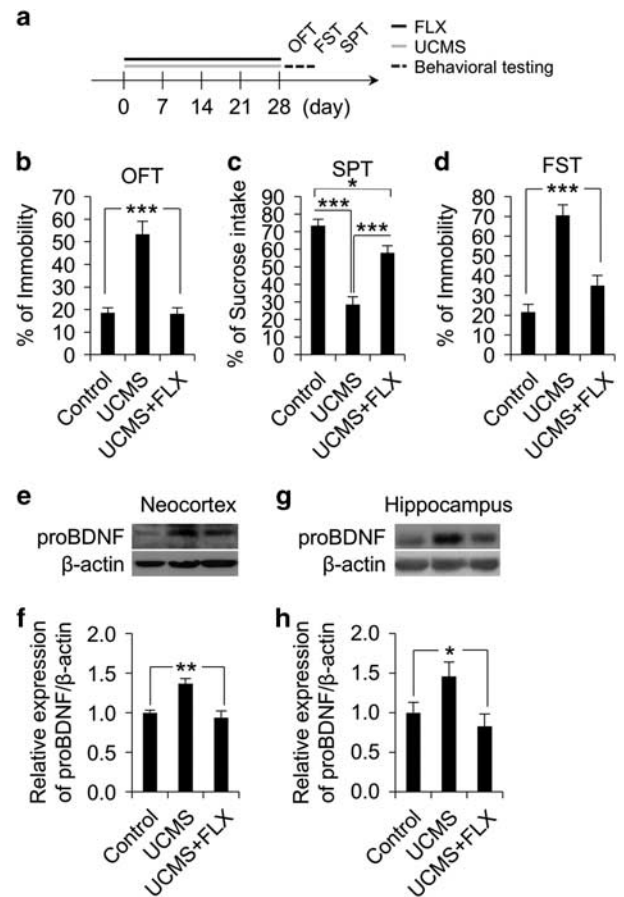 a
OFT
FST
SPT
FLX
UCMS
Behavioral testing
0 7 14 21 28 (day)
b
OFT
% of Immobility
70
60
50
40
30
20
10
0
***
Control
UCMS
UCMS+FLX
c
SPT
% of Sucrose intake
90
80
70
60
50
40
30
20
10
0
*
***
***
Control
UCMS
UCMS+FLX
d
FST
% of Immobility
90
80
70
60
50
40
30
20
10
0
***
Control
UCMS
UCMS+FLX
e
Neocortex
proBDNF
β-actin
g
Hippocampus
proBDNF
β-actin
f
Relative expression
of proBDNF/β-actin
2.0
1.5
1.0
0.5
0.0
**
Control
UCMS
UCMS+FLX
h
Relative expression
of proBDNF/β-actin
2.0
1.5
1.0
0.5
0.0
*
Control
UCMS
UCMS+FLX